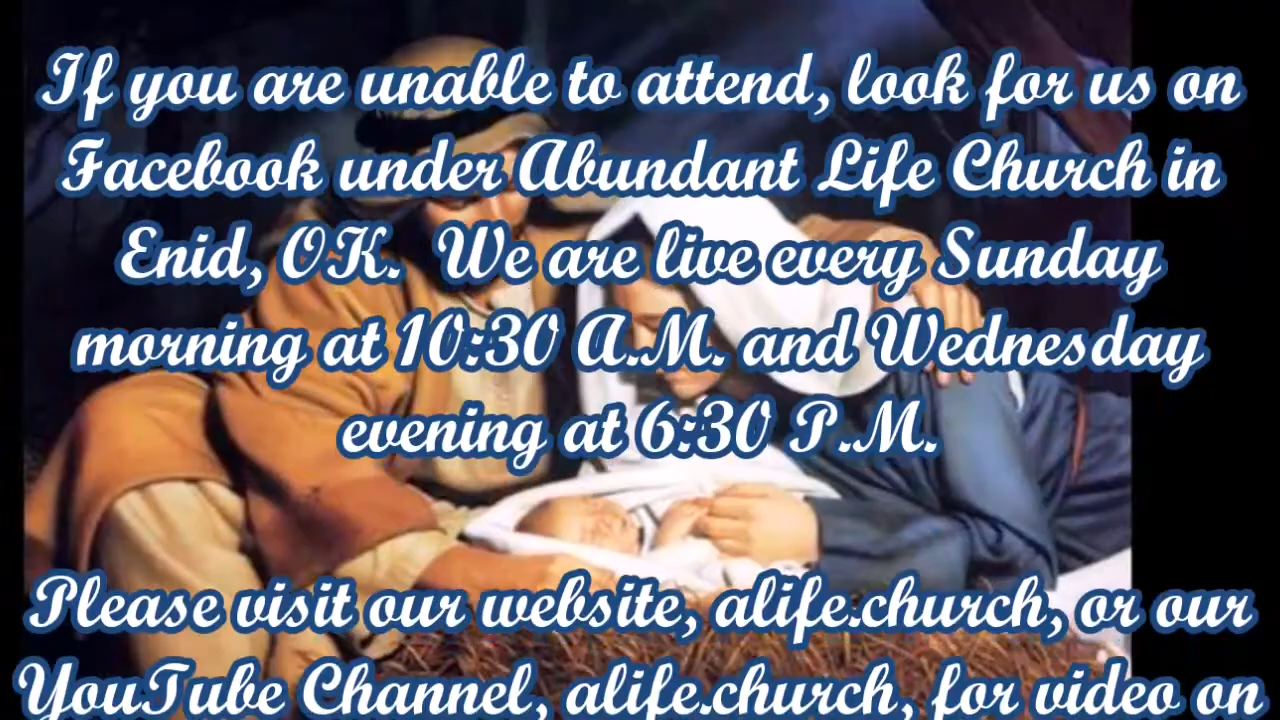 If you are unable to attend, look for us on
Facebook under Abundant Life Church in
Enid, OK.  We are live every Sunday
morning at 10:30 A.M. and Wednesday
evening at 6:30 P.M.
Please visit our website, alife.church, or our
YouTube Channel, alife.church, for video on